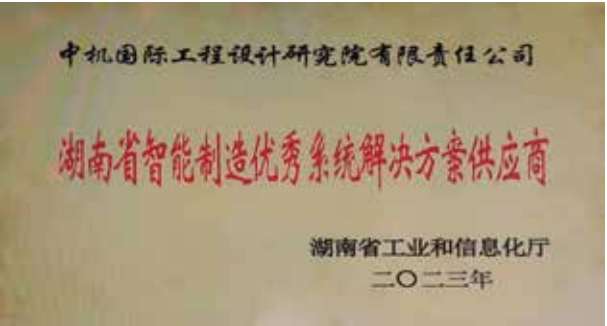 中机国际工程设计研究院有限责任公司
湖南省智能制造优秀系统解决方案供应商
湖南省工业和信息化厅
二〇二三年